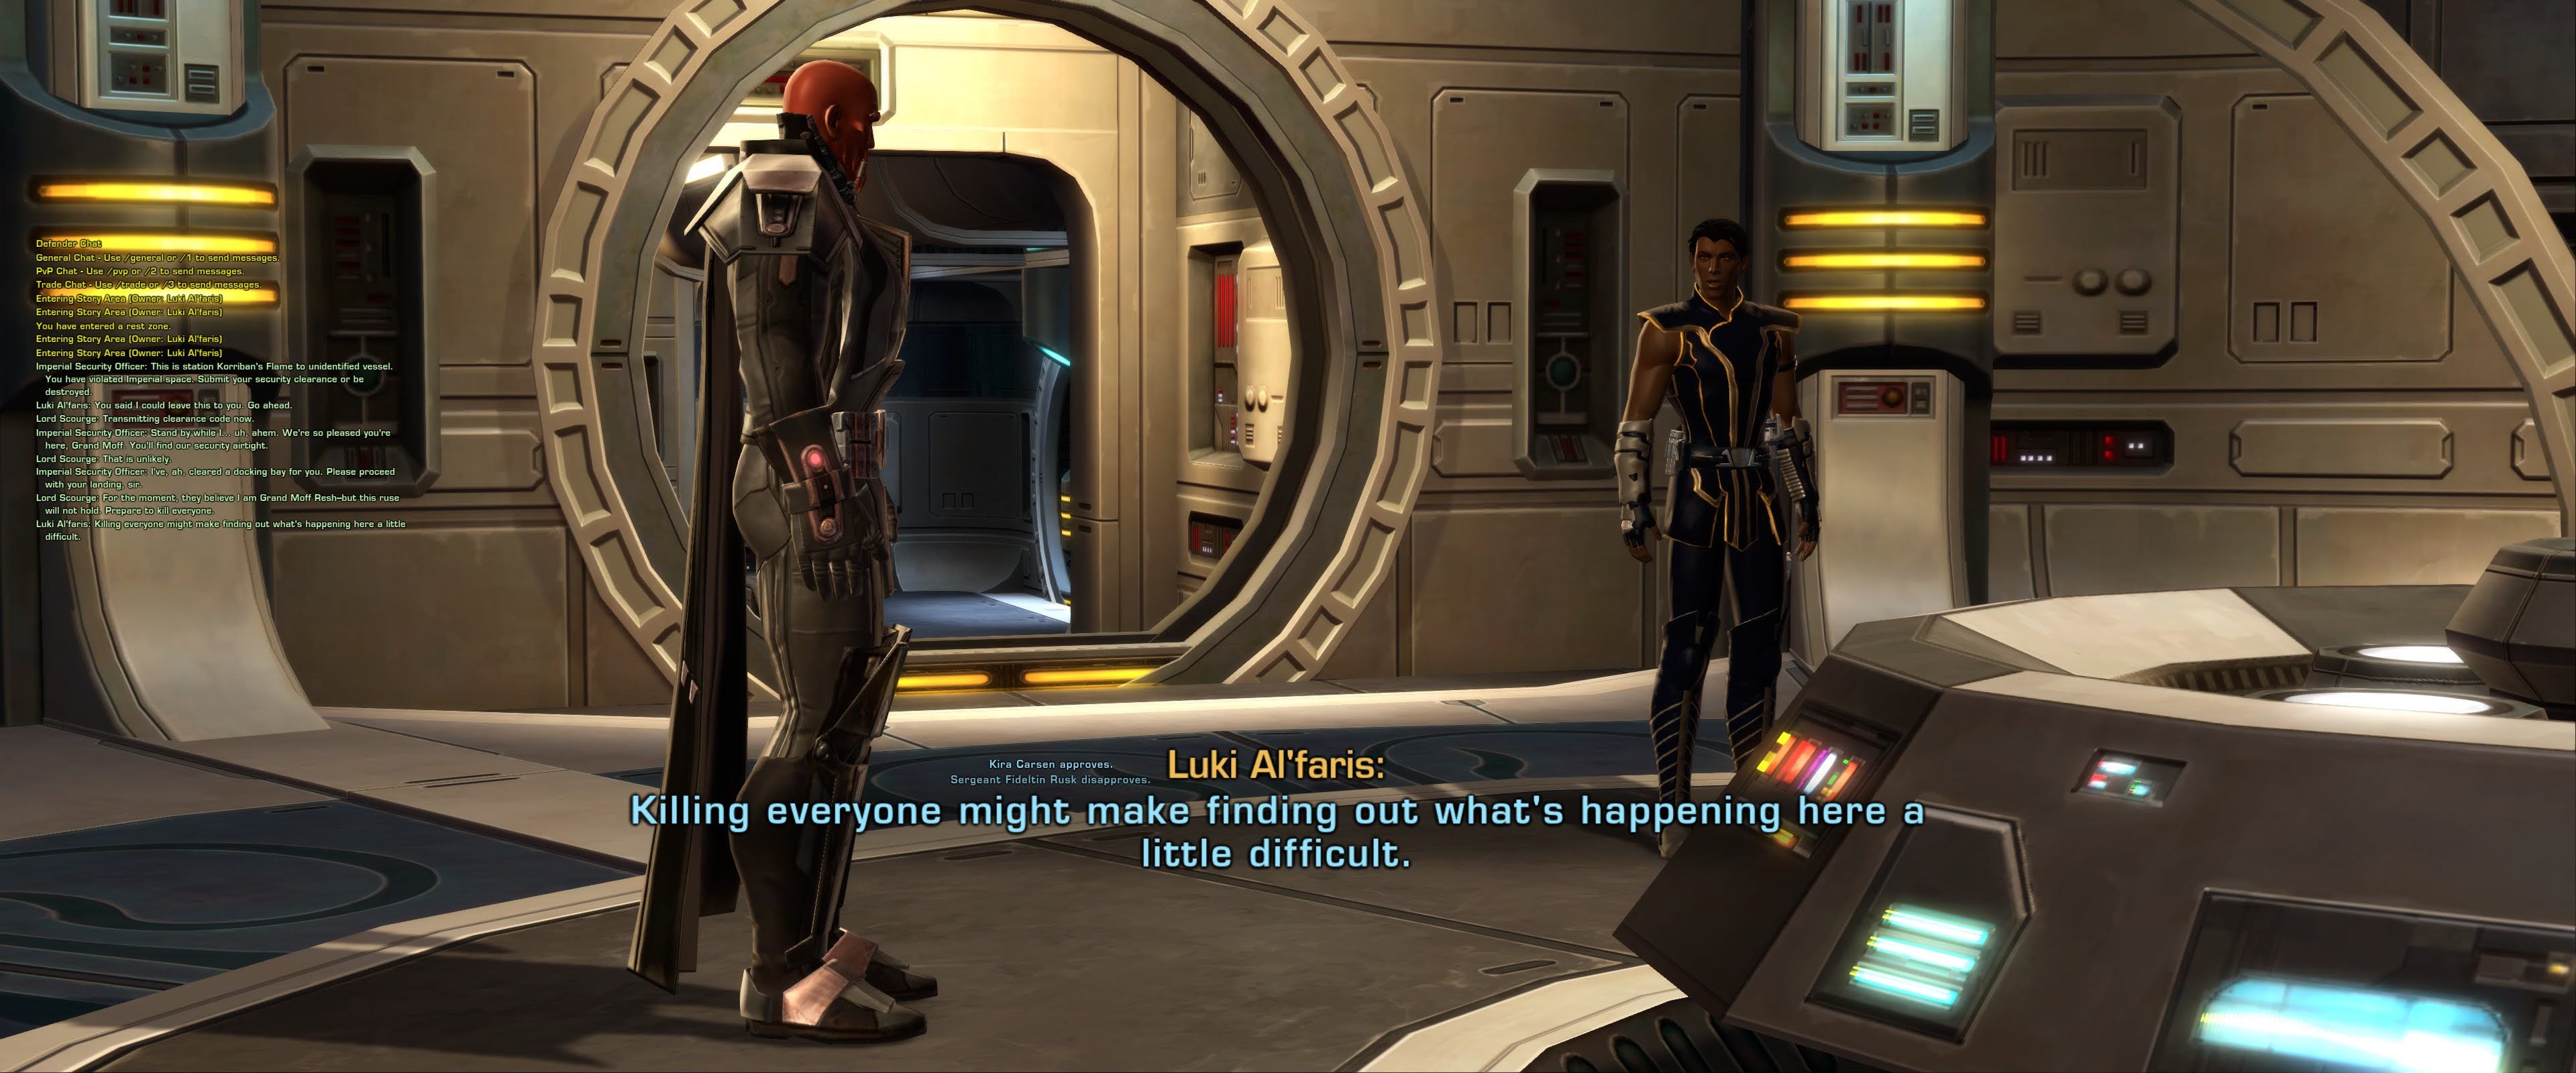 Defender Chat
General Chat - Use /general or /1 to send messages.
PvP Chat - Use /pvp or /2 to send messages.
Trade Chat - Use /trade or /3 to send messages.
Entering Story Area (Owner: Luki Al'faris)
Entering Story Area (Owner: Luki Al'faris)
You have entered a rest zone.
Entering Story Area (Owner: Luki Al'faris)
Entering Story Area (Owner: Luki Al'faris)
Imperial Security Officer: This is station Korriban's Flame to unidentified vessel.
You have violated Imperial space. Submit your security clearance or be
destroyed.
Luki Al'faris: You said I could leave this to you. Go ahead.
Lord Scourge: Transmitting clearance code now.
Imperial Security Officer: Stand by while I... uh, ahem. We're so pleased you're
here, Grand Moff. You'll find our security airtight.
Lord Scourge: That is unlikely.
Imperial Security Officer: I've, ah, cleared a docking bay for you. Please proceed
with your landing, sir.
Lord Scourge: For the moment, they believe I am Grand Moff Resh–but this ruse
will not hold. Prepare to kill everyone.
Luki Al'faris: Killing everyone might make finding out what's happening here a little
difficult.
Kira Carsen approves.
Sergeant Fideltin Rusk disapproves.
Luki Al'faris:
Killing everyone might make finding out what's happening here a
little difficult.